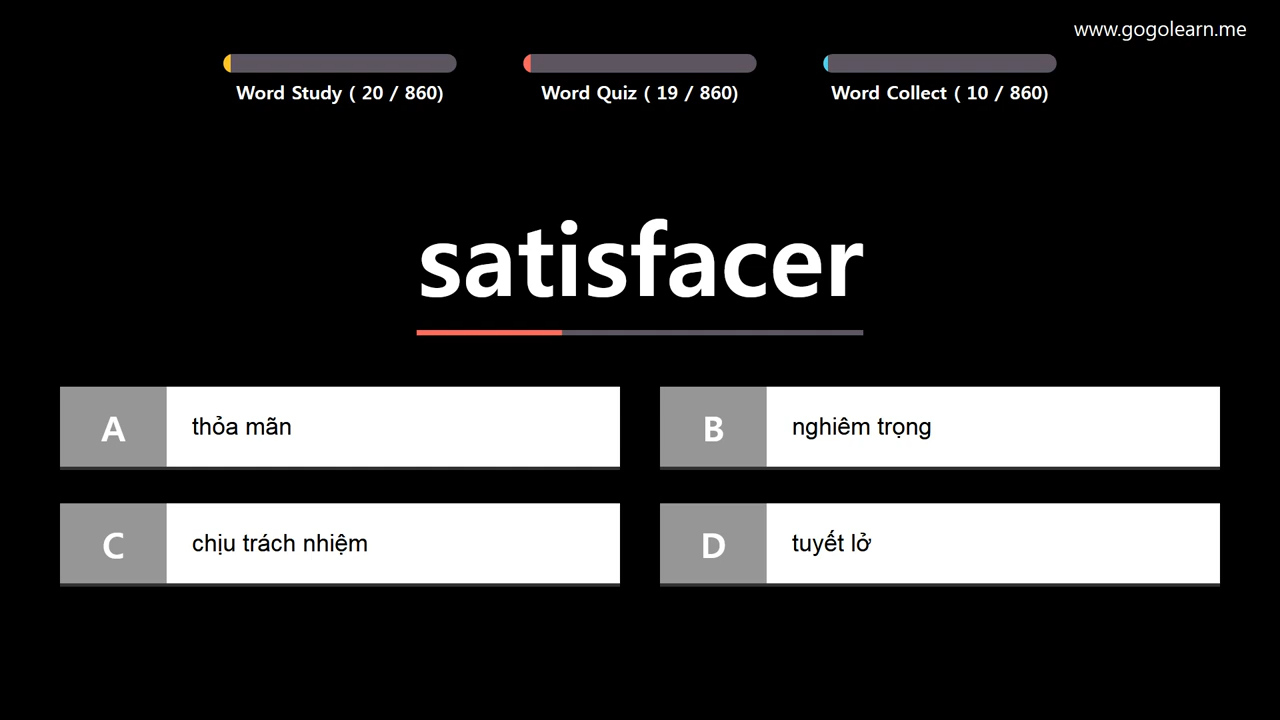 www.gogolearn.me
Word Study ( 20 / 860)
Word Quiz ( 19 / 860)
Word Collect ( 10 / 860)
satisfacer
A thỏa mãn
B nghiêm trọng
C chịu trách nhiệm
D tuyết lở